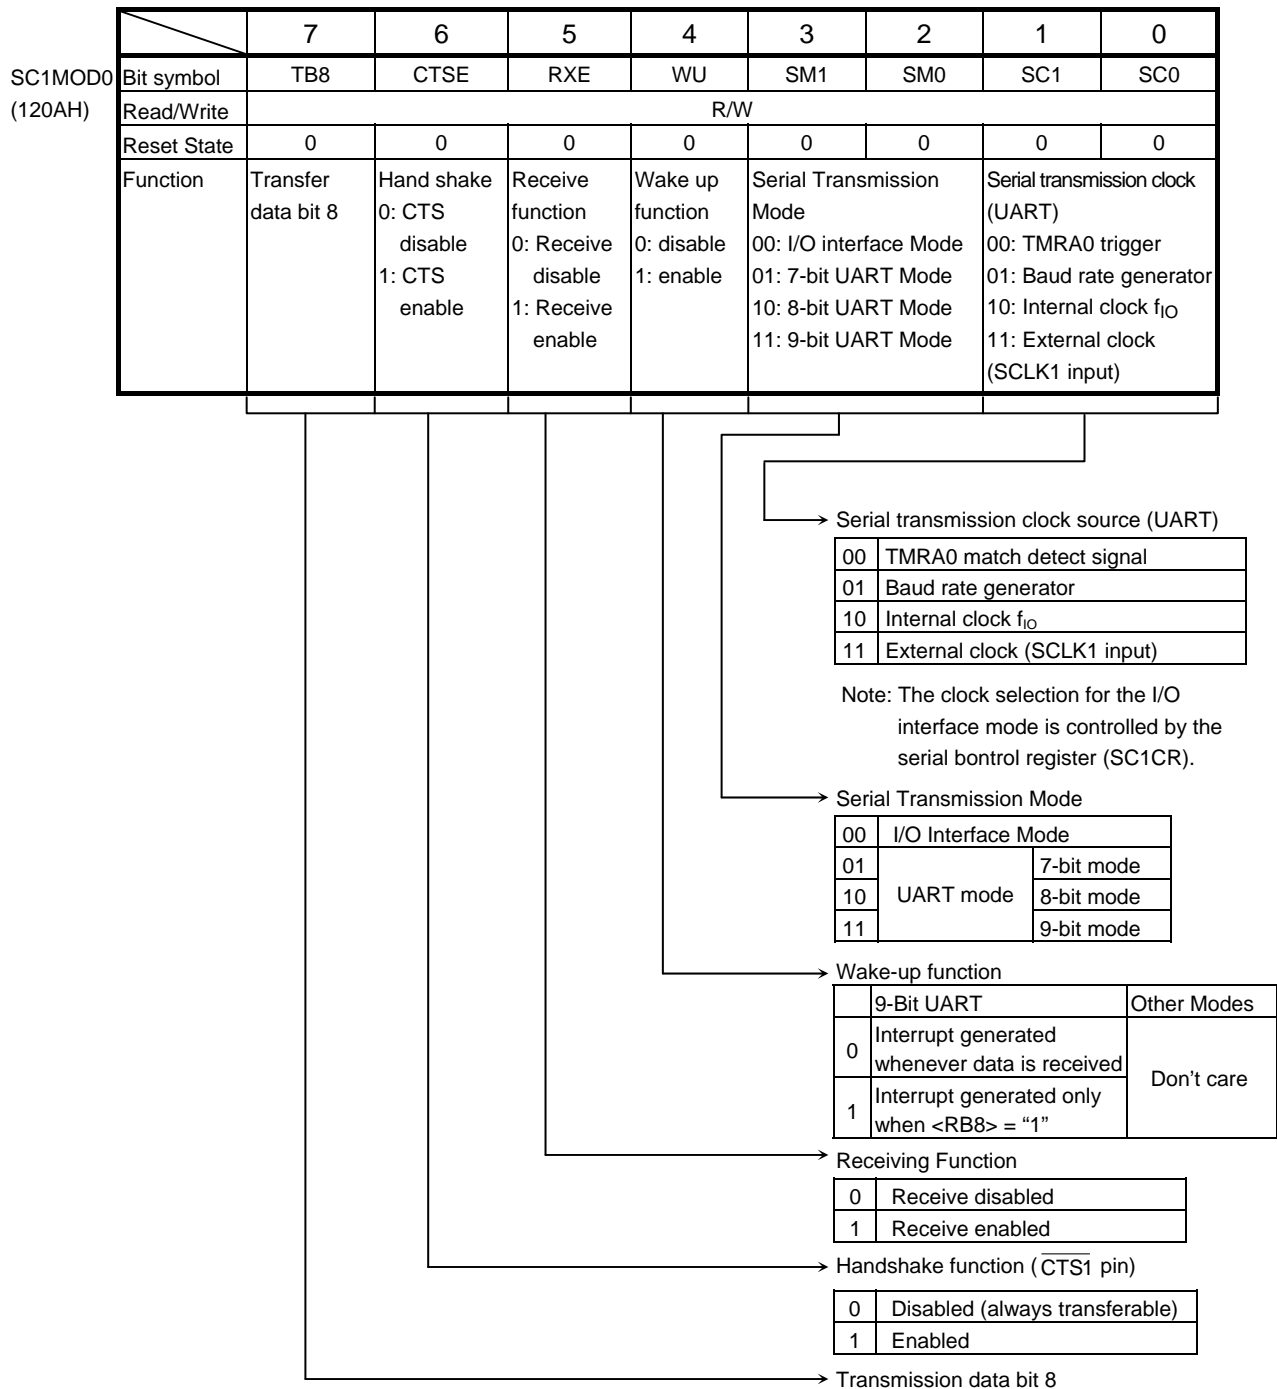 7 6 5 4 3 2 1 0
SC1MOD0 Bit symbol TB8 CTSE RXE WU SM1 SM0 SC1 SC0
(120AH) Read/Write R/W
Reset State 0 0 0 0 0 0 0 0
Function Transfer Hand shake Receive Wake up Serial Transmission Serial transmission clock
data bit 8 0: CTS function function Mode (UART)
disable 0: Receive 0: disable 00: I/O interface Mode 00: TMRA0 trigger
1: CTS disable 1: enable 01: 7-bit UART Mode 01: Baud rate generator
enable 1: Receive 10: 8-bit UART Mode 10: Internal clock fIO
enable 11: 9-bit UART Mode 11: External clock
(SCLK1 input)
Serial transmission clock source (UART)
00 TMRA0 match detect signal
01 Baud rate generator
10 Internal clock fIO
11 External clock (SCLK1 input)
Note: The clock selection for the I/O
interface mode is controlled by the
serial bontrol register (SC1CR).
Serial Transmission Mode
00 I/O Interface Mode
01 7-bit mode
10 UART mode 8-bit mode
11 9-bit mode
Wake-up function
9-Bit UART Other Modes
0 Interrupt generated
whenever data is received
Don't care
1 Interrupt generated only
when <RB8> = “1”
Receiving Function
0 Receive disabled
1 Receive enabled
Handshake function ( CTS1 pin)
0 Disabled (always transferable)
1 Enabled
Transmission data bit 8